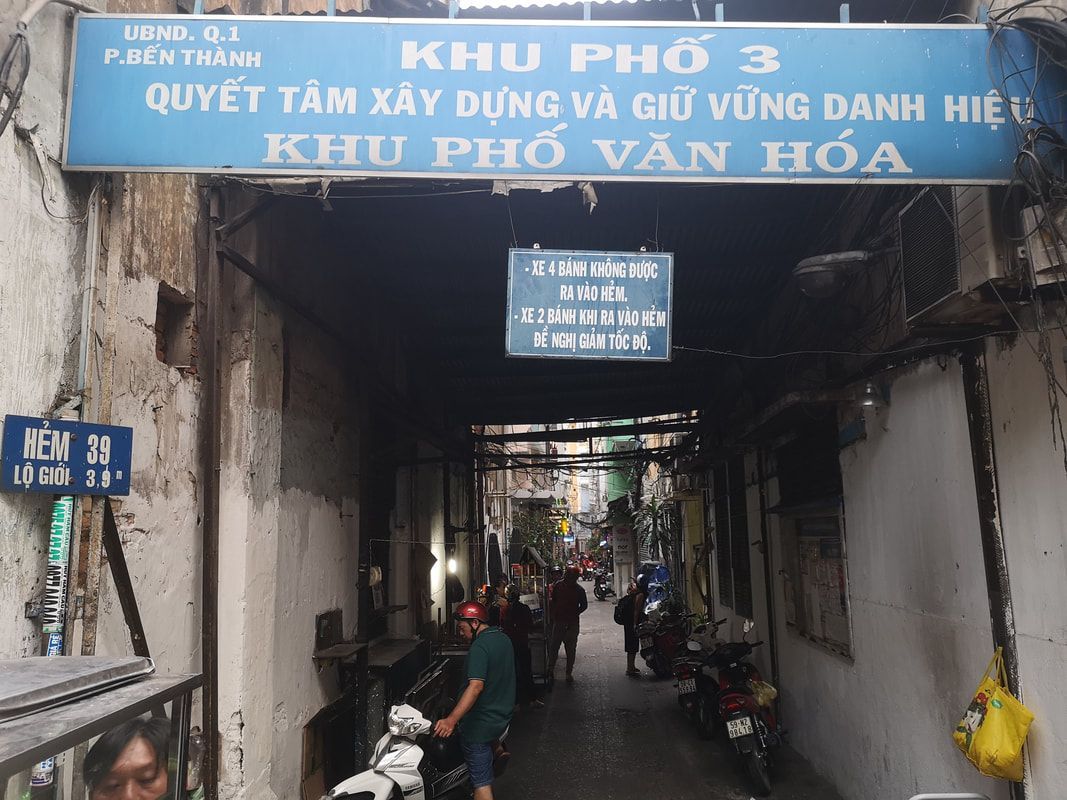 UBND. Q.1
P.BẾN THÀNH
KHU PHỐ 3
QUYẾT TÂM XÂY DỰNG VÀ GIỮ VỮNG DANH HIỆU
KHU PHỐ VĂN HÓA
- XE 4 BÁNH KHÔNG ĐƯỢC
RA VÀO HẺM.
- XE 2 BÁNH KHI RA VÀO HẺM
ĐỀ NGHỊ GIẢM TỐC ĐỘ.
HẺM 39
LỘ GIỚI 3,9m